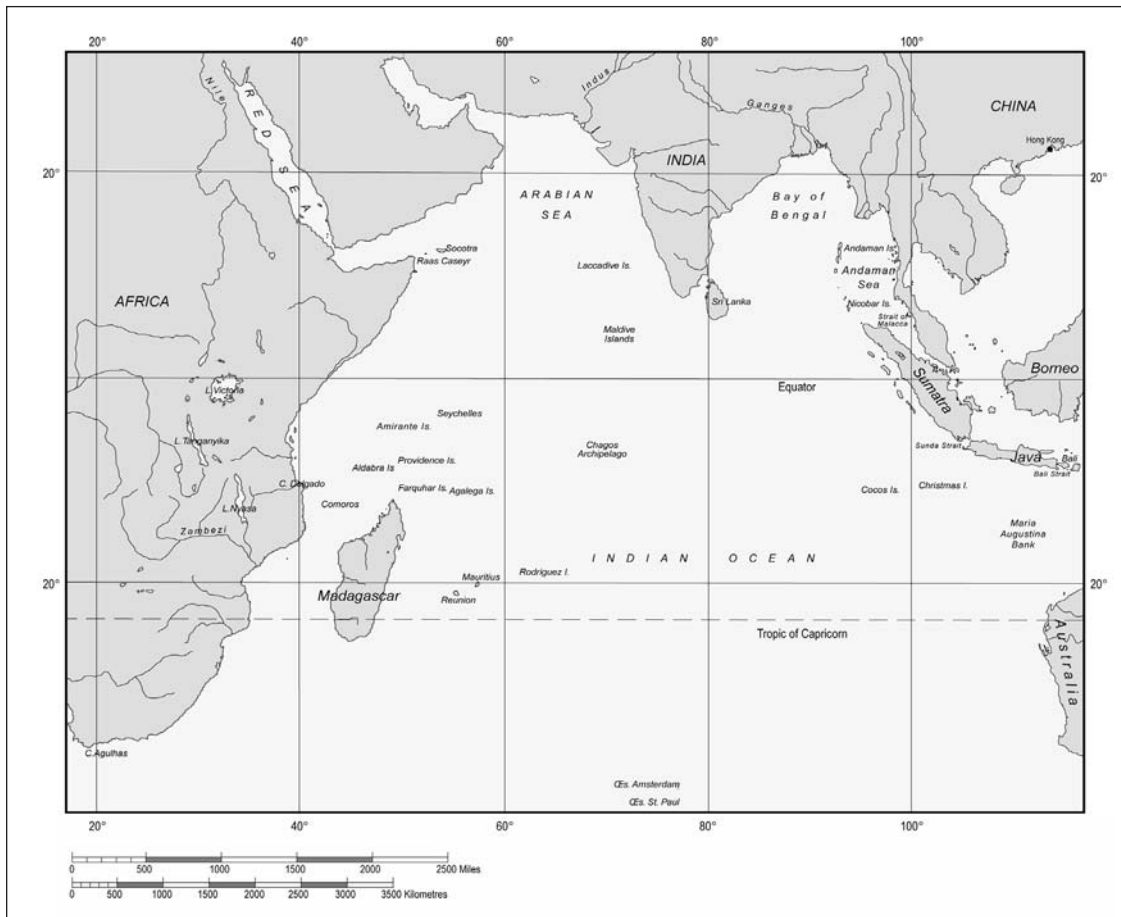 20° 40° 60° 80° 100°
Nile
RED SEA
Indus
Ganges
CHINA
Hong Kong
INDIA
20° 20°
ARABIAN
SEA
Bay of
Bengal
Socotra
Raas Caseyr
Laccadive Is.
Andaman Is.
Andaman
Sea
AFRICA
Sri Lanka
Nicobar Is.
Strait of
Malacca
Maldive
Islands
L.Victoria
Equator
Sumatra
Borneo
Seychelles
Amirante Is.
L.Tanganyika
Chagos
Archipelago
Sunda Strait
Java
Bali
Bali Strait
Aldabra Is
Providence Is.
C. Delgado
Farquhar Is.
Agalega Is.
Cocos Is.
Christmas I.
L.Nyasa
Comoros
Zambezi
Maria
Augustina
Bank
INDIAN OCEAN
Rodriguez I.
Mauritius
20° 20°
Madagascar
Reunion
Tropic of Capricorn
Australia
C.Agulhas
Œs. Amsterdam
Œs. St. Paul
20° 40° 60° 80° 100°
0 500 1000 1500 2000 2500 Miles
0 500 1000 1500 2000 2500 3000 3500 Kilometres